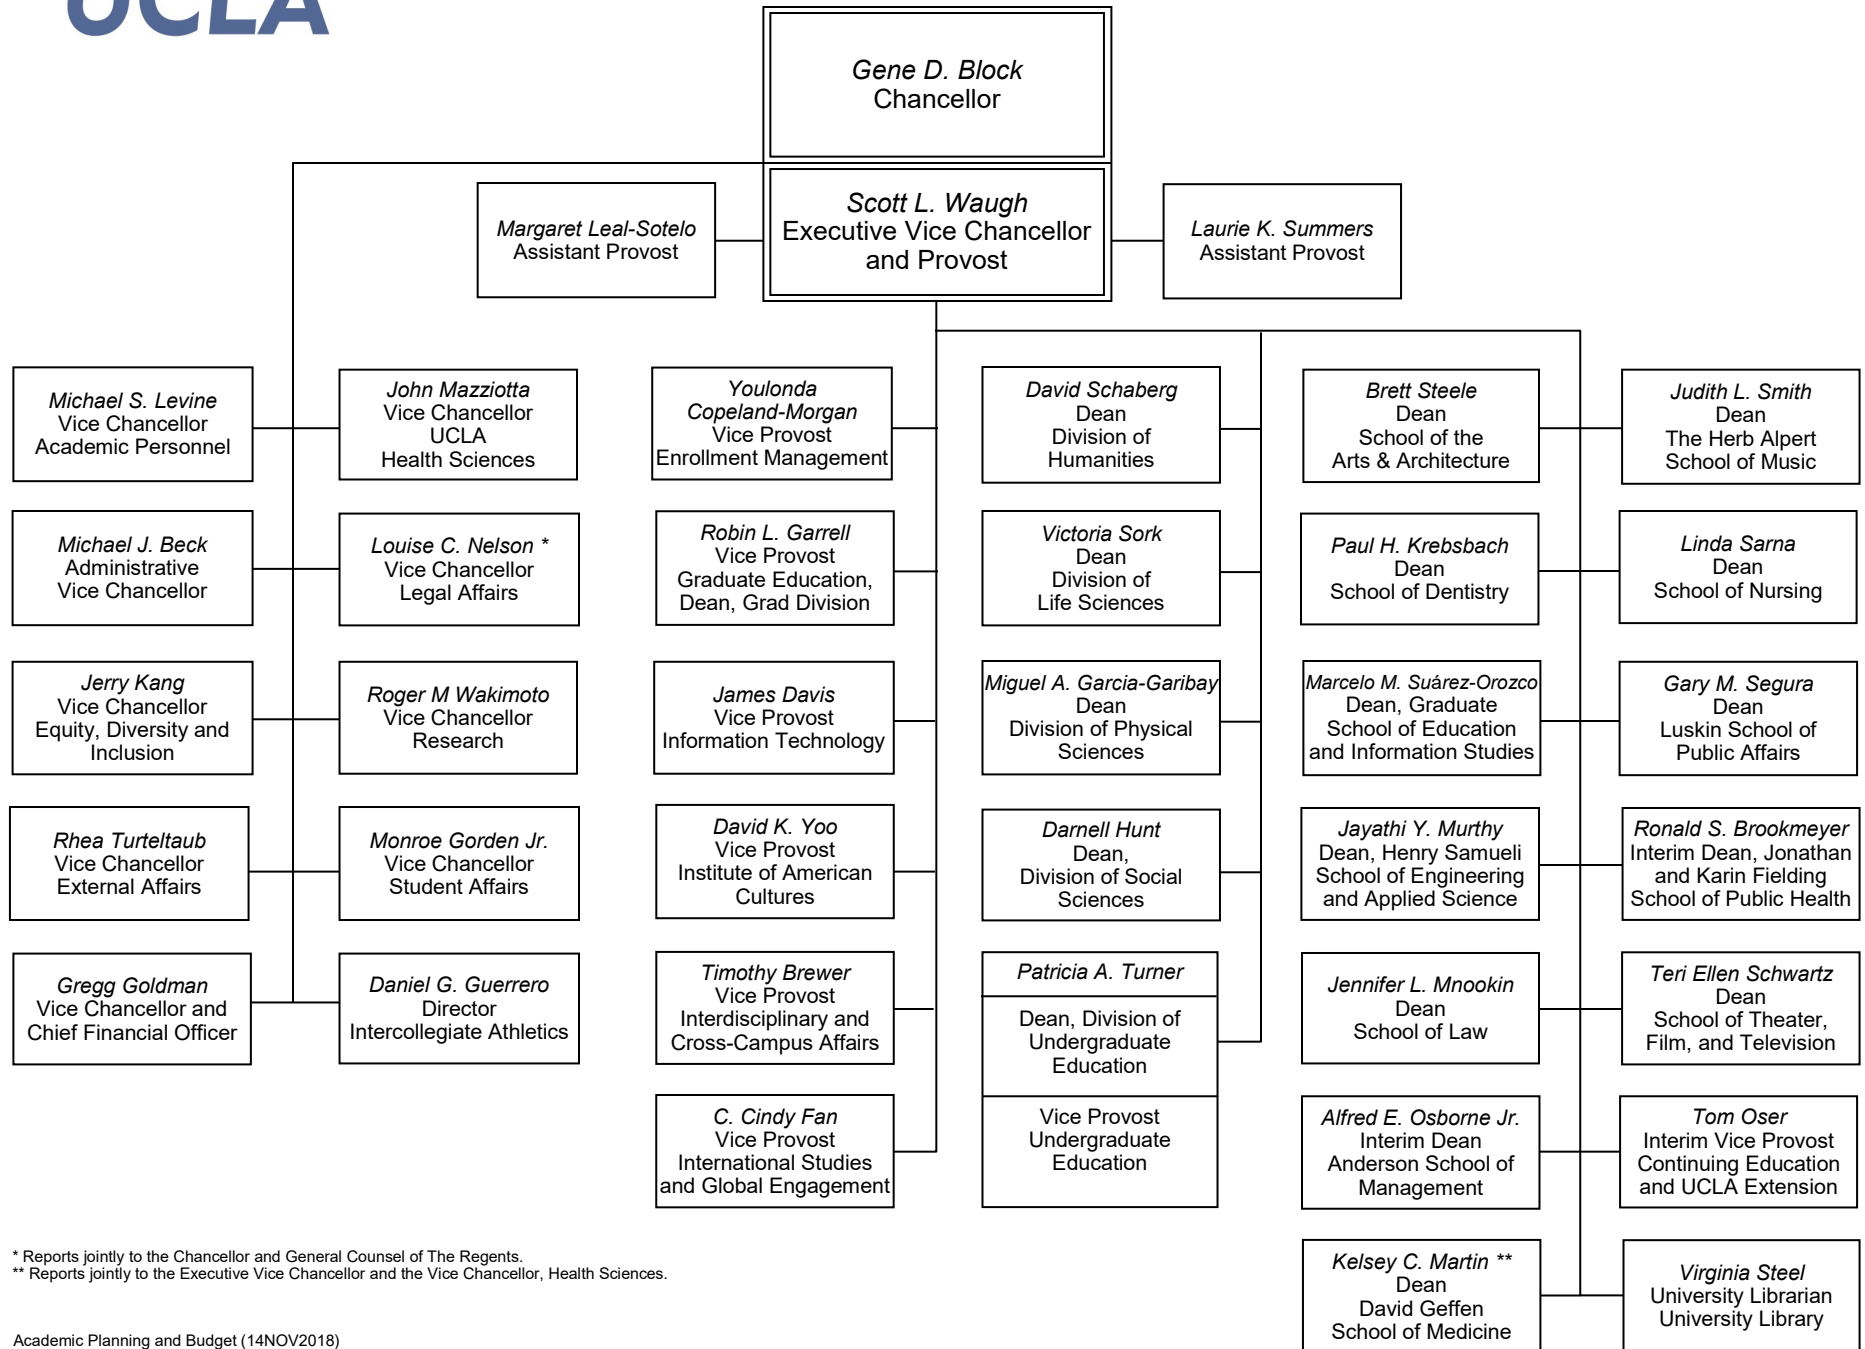 UCLA
Gene D. Block
Chancellor
Scott L. Waugh
Executive Vice Chancellor
and Provost
Margaret Leal-Sotelo
Assistant Provost
Laurie K. Summers
Assistant Provost
Michael S. Levine
Vice Chancellor
Academic Personnel
John Mazziotta
Vice Chancellor
UCLA
Health Sciences
Youlonda
Copeland-Morgan
Vice Provost
Enrollment Management
David Schaberg
Dean
Division of
Humanities
Brett Steele
Dean
School of the
Arts & Architecture
Judith L. Smith
Dean
The Herb Alpert
School of Music
Michael J. Beck
Administrative
Vice Chancellor
Louise C. Nelson *
Vice Chancellor
Legal Affairs
Robin L. Garrell
Vice Provost
Graduate Education,
Dean, Grad Division
Victoria Sork
Dean
Division of
Life Sciences
Paul H. Krebsbach
Dean
School of Dentistry
Linda Sarna
Dean
School of Nursing
Jerry Kang
Vice Chancellor
Equity, Diversity and
Inclusion
Roger M Wakimoto
Vice Chancellor
Research
James Davis
Vice Provost
Information Technology
Miguel A. Garcia-Garibay
Dean
Division of Physical
Sciences
Marcelo M. Suárez-Orozco
Dean, Graduate
School of Education
and Information Studies
Gary M. Segura
Dean
Luskin School of
Public Affairs
Rhea Turteltaub
Vice Chancellor
External Affairs
Monroe Gorden Jr.
Vice Chancellor
Student Affairs
David K. Yoo
Vice Provost
Institute of American
Cultures
Darnell Hunt
Dean,
Division of Social
Sciences
Jayathi Y. Murthy
Dean, Henry Samueli
School of Engineering
and Applied Science
Ronald S. Brookmeyer
Interim Dean, Jonathan
and Karin Fielding
School of Public Health
Gregg Goldman
Vice Chancellor and
Chief Financial Officer
Daniel G. Guerrero
Director
Intercollegiate Athletics
Timothy Brewer
Vice Provost
Interdisciplinary and
Cross-Campus Affairs
Patricia A. Turner
Dean, Division of
Undergraduate
Education
Vice Provost
Undergraduate
Education
Jennifer L. Mnookin
Dean
School of Law
Teri Ellen Schwartz
Dean
School of Theater,
Film, and Television
C. Cindy Fan
Vice Provost
International Studies
and Global Engagement
Alfred E. Osborne Jr.
Interim Dean
Anderson School of
Management
Tom Oser
Interim Vice Provost
Continuing Education
and UCLA Extension
Kelsey C. Martin **
Dean
David Geffen
School of Medicine
Virginia Steel
University Librarian
University Library
* Reports jointly to the Chancellor and General Counsel of The Regents.
** Reports jointly to the Executive Vice Chancellor and the Vice Chancellor, Health Sciences.
Academic Planning and Budget (14NOV2018)